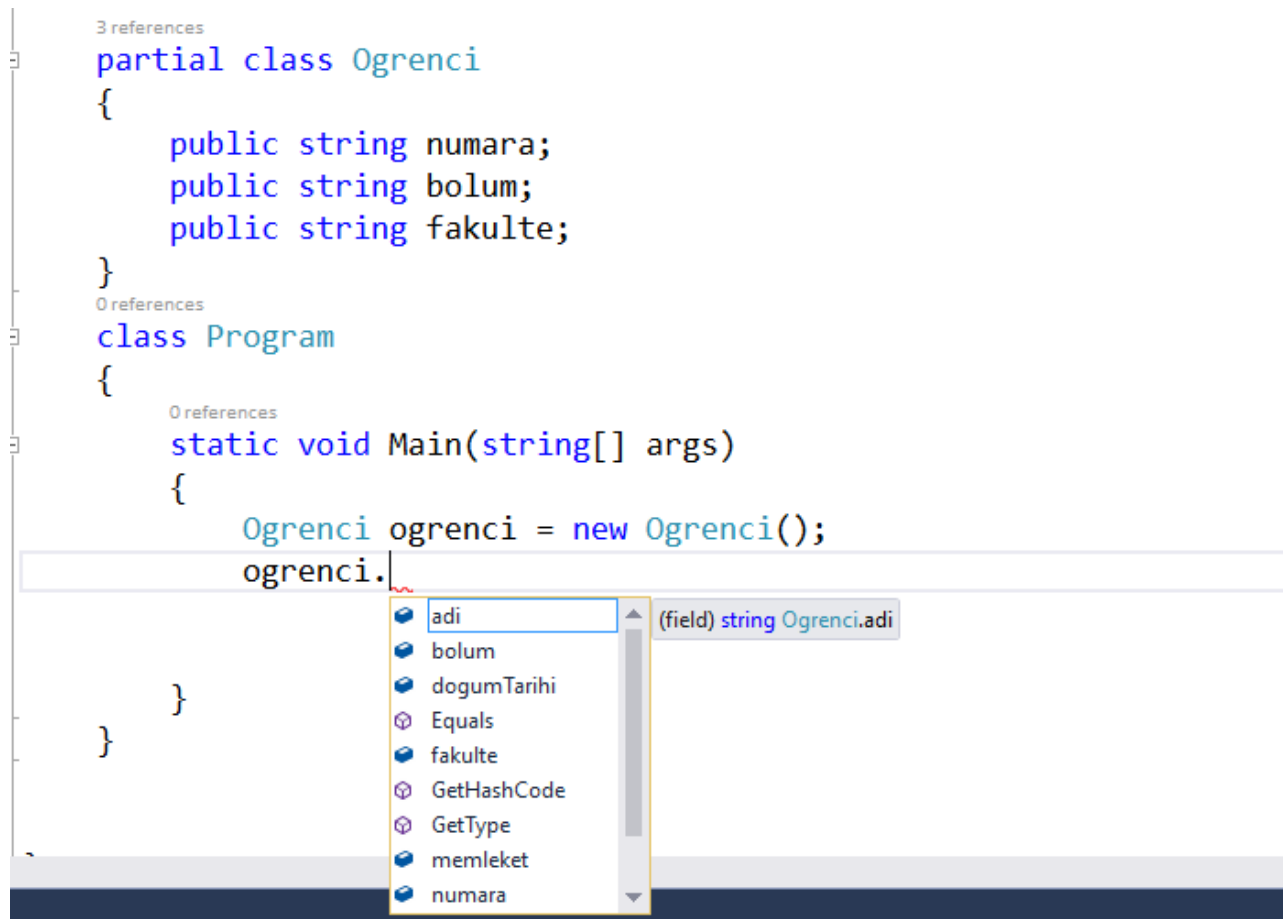 3 references
partial class Ogrenci
{
public string numara;
public string bolum;
public string fakulte;
}
0 references
class Program
{
0 references
static void Main(string[] args)
{
Ogrenci ogrenci = new Ogrenci();
ogrenci.
adi (field) string Ogrenci.adi
bolum
dogumTarihi
}
Equals
}
fakulte
GetHashCode
GetType
memleket
numara